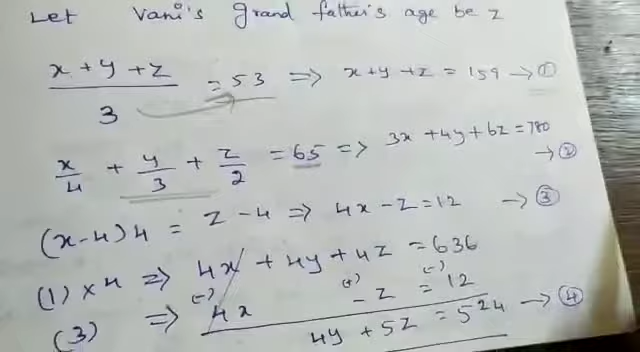 Let Vani's grand father's age be z
x+y+z/3 = 53 => x+y+z = 159 → ①
x/4 + y/3 + z/2 = 65 => 3x+4y+6z = 780 → ②
(x-4)4 = z-4 => 4x-z=12 → ③
(1) x 4 => 4x + 4y + 4z = 636
(3) => (-) 4x (+) -z (-) = 12
4y + 5z = 524 → ④